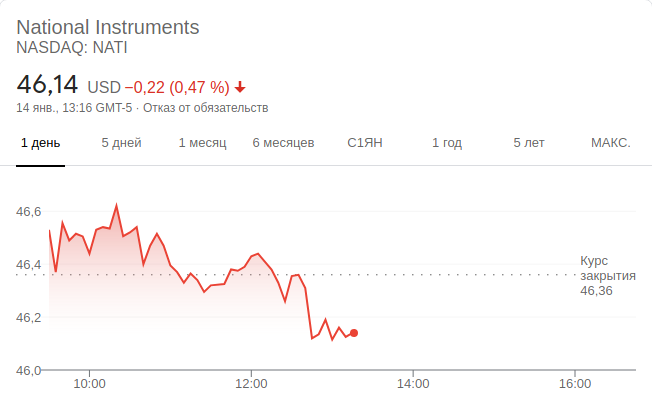 National Instruments
NASDAQ: NATI
46,14 USD −0,22 (0,47 %)
14 янв., 13:16 GMT-5 · Отказ от обязательств
1 день 5 дней 1 месяц 6 месяцев С1ЯН 1 год 5 лет МАКС.
46,6
46,4
Курс
закрытия
46,36
46,2
46,0
10:00 12:00 14:00 16:00